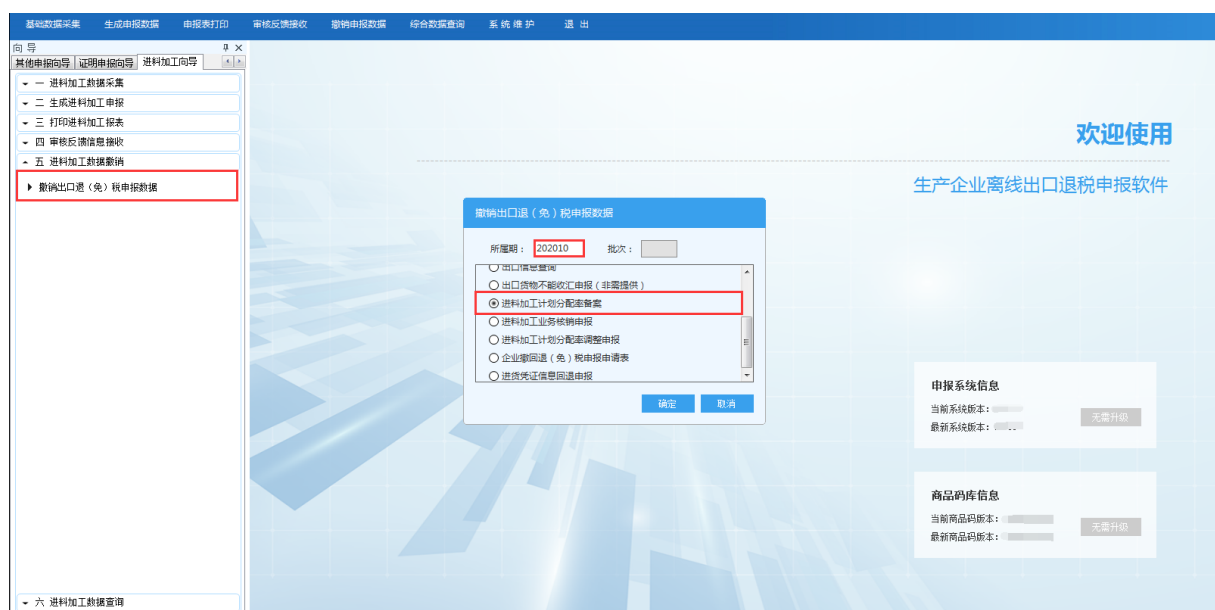 基础数据采集 生成申报数据 申报表打印 审核反馈接收 撤销申报数据 综合数据查询 系统维护 退出
向导
其他申报向导 证明申报向导 进料加工向导
一 进料加工数据采集
二 生成进料加工申报
三 打印进料加工报表
四 审核反馈信息接收
五 进料加工数据撤销
撤销出口退（免）税申报数据
六 进料加工数据查询
欢迎使用
生产企业离线出口退税申报软件
撤销出口退（免）税申报数据
所属期： 202010 批次：
出口信息查询
出口货物不能收汇申报（非需提供）
进料加工计划分配率备案
进料加工业务核销申报
进料加工计划分配率调整申报
企业撤回退（免）税申报申请表
进货凭证信息回退申报
确定 取消
申报系统信息
当前系统版本：
最新系统版本：
无需升级
商品码库信息
当前商品码版本：
最新商品码版本：
无需升级